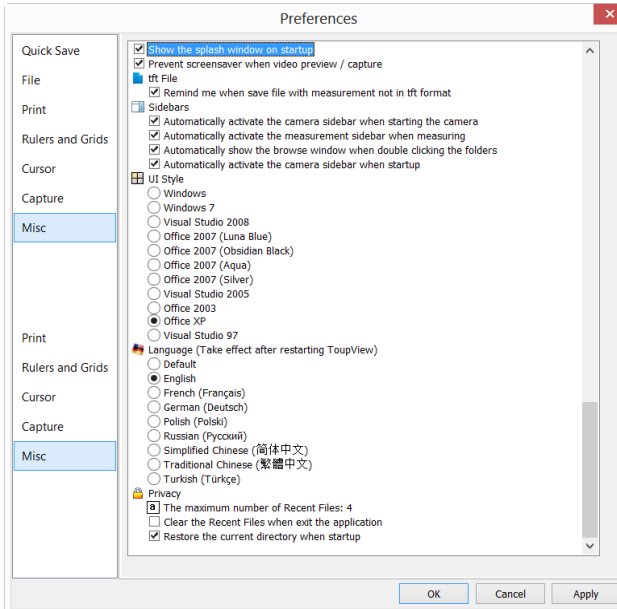 Preferences
Quick Save
File
Print
Rulers and Grids
Cursor
Capture
Misc
Print
Rulers and Grids
Cursor
Capture
Misc
Show the splash window on startup
Prevent screensaver when video preview / capture
tft File
Remind me when save file with measurement not in tft format
Sidebars
Automatically activate the camera sidebar when starting the camera
Automatically activate the measurement sidebar when measuring
Automatically show the browse window when double clicking the folders
Automatically activate the camera sidebar when startup
UI Style
Windows
Windows 7
Visual Studio 2008
Office 2007 (Luna Blue)
Office 2007 (Obsidian Black)
Office 2007 (Aqua)
Office 2007 (Silver)
Visual Studio 2005
Office 2003
Office XP
Visual Studio 97
Language (Take effect after restarting ToupView)
Default
English
French (Français)
German (Deutsch)
Polish (Polski)
Russian (Русский)
Simplified Chinese (简体中文)
Traditional Chinese (繁體中文)
Turkish (Türkçe)
Privacy
a The maximum number of Recent Files: 4
Clear the Recent Files when exit the application
Restore the current directory when startup
OK
Cancel
Apply